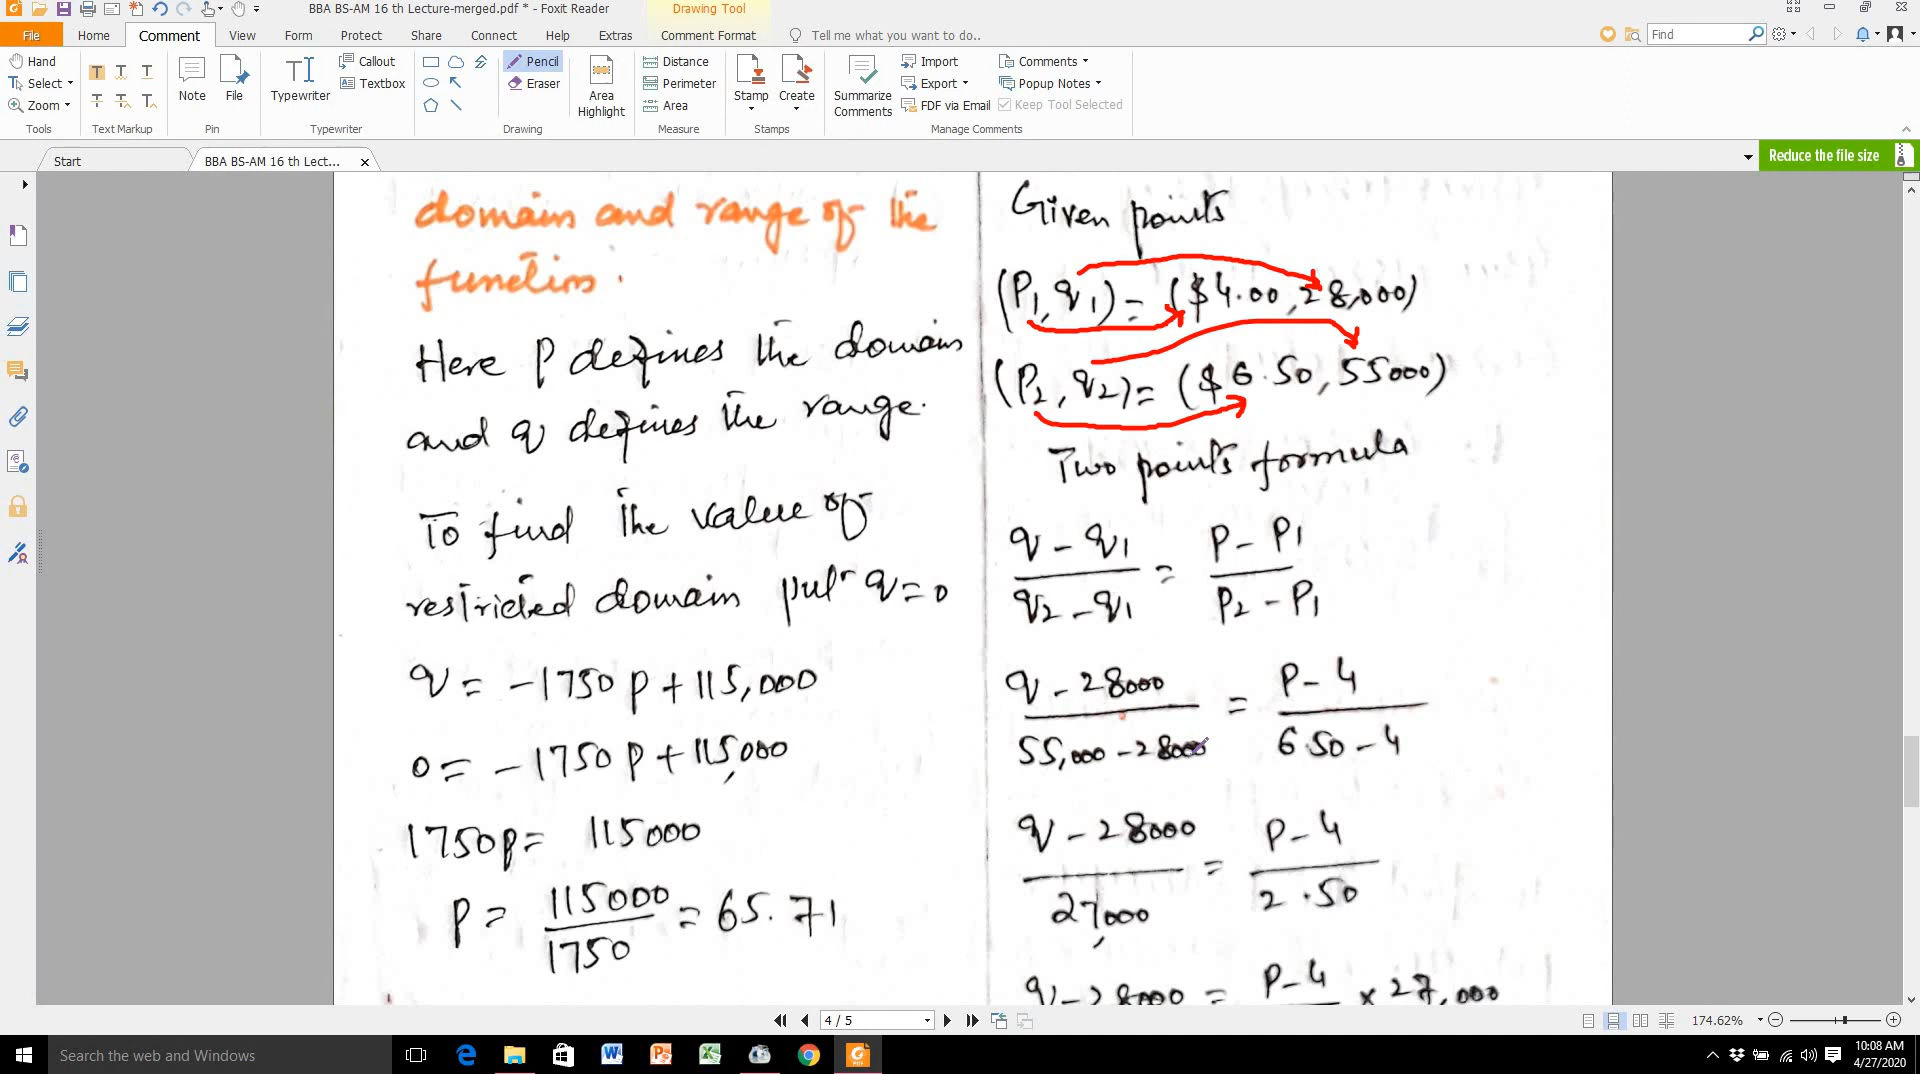 BBA BS-AM 16 th Lecture-merged.pdf * - Foxit Reader
Drawing Tool
File Home Comment View Form Protect Share Connect Help Extras Comment Format Tell me what you want to do.. Find
Hand
Select
Zoom
Tools
T T T
T T T
Text Markup
Note File
Pin
Typewriter
Callout
Textbox
Typewriter
Pencil
Eraser
Drawing
Area Highlight
Distance
Perimeter
Area
Measure
Stamp Create
Stamps
Summarize Comments
Import
Export
FDF via Email
Comments
Popup Notes
Keep Tool Selected
Manage Comments
Start
BBA BS-AM 16 th Lect...
Reduce the file size
domain and range of the
function.
Here P defines the domain
and q defines the range.
To find the value of
restricted domain put q = 0
q = -1750 p + 115,000
0 = -1750 p + 115,000
1750p = 115000
p = 115000/1750 = 65.71
Given points
(P1, q1) = ($4.00, 28,000)
(P2, q2) = ($6.50, 55000)
Two points formula
q - q1 / q2 - q1 = P - P1 / P2 - P1
q - 28000 / 55,000 - 28000 = P - 4 / 6.50 - 4
q - 28000 / 27,000 = P - 4 / 2.50
q - 28000 = P - 4 × 27,000
4 / 5
174.62%
Search the web and Windows
10:08 AM
4/27/2020